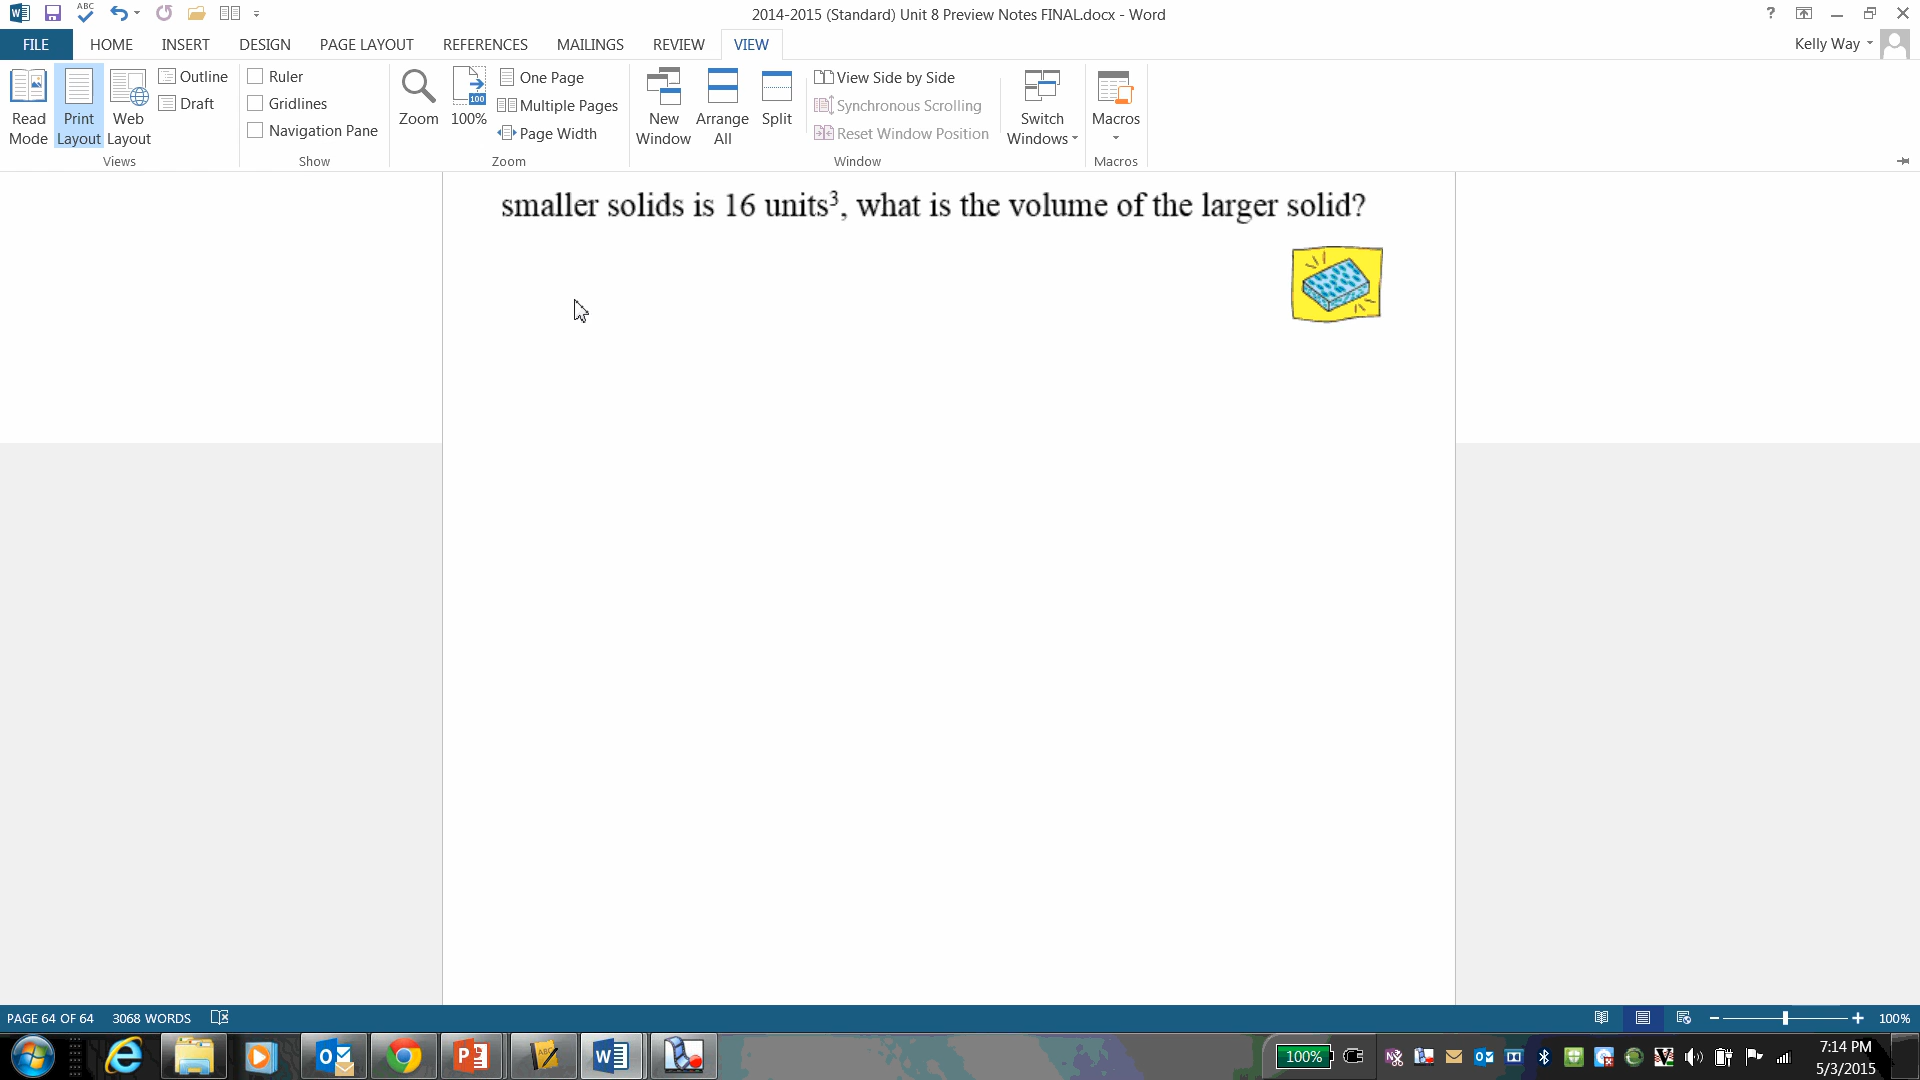 2014-2015 (Standard) Unit 8 Preview Notes FINAL.docx - Word
FILE HOME INSERT DESIGN PAGE LAYOUT REFERENCES MAILINGS REVIEW VIEW
Kelly Way
Read Mode
Print Layout
Web Layout
Outline
Draft
Views
Ruler
Gridlines
Navigation Pane
Show
Zoom
100%
One Page
Multiple Pages
Page Width
Zoom
New Window
Arrange All
Split
View Side by Side
Synchronous Scrolling
Reset Window Position
Window
Switch Windows
Macros
Macros
smaller solids is 16 units³, what is the volume of the larger solid?
PAGE 64 OF 64 3068 WORDS
100%
100%
7:14 PM
5/3/2015